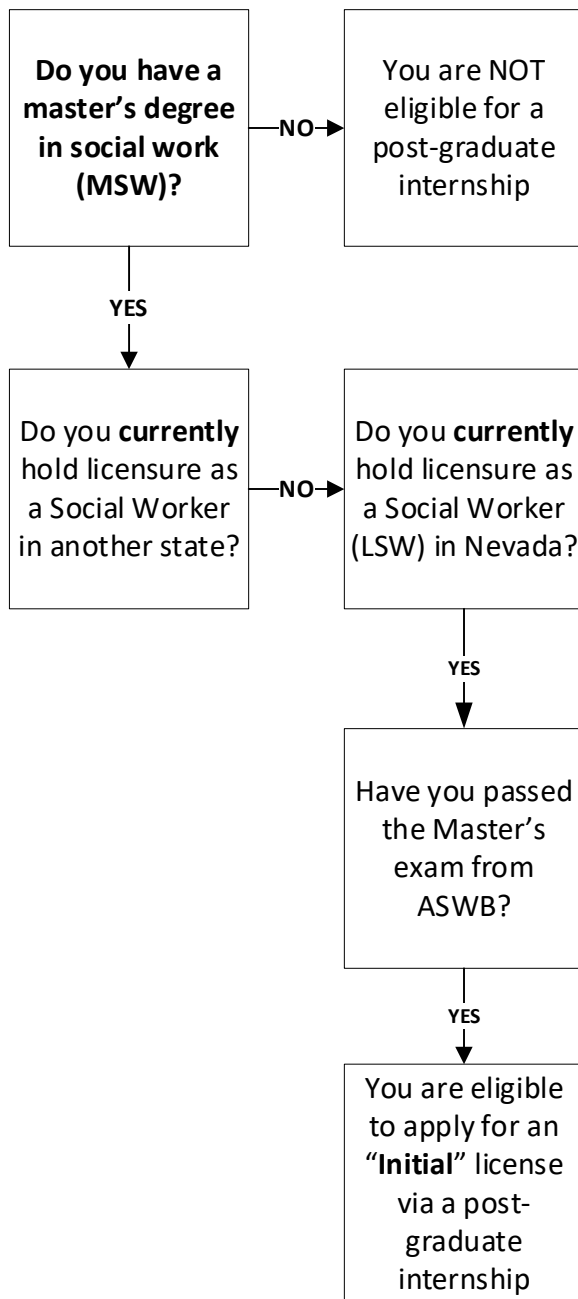 Do you have a
master’s degree
in social work
(MSW)?
NO
You are NOT
eligible for a
post-graduate
internship
YES
Do you currently
hold licensure as
a Social Worker
in another state?
NO
Do you currently
hold licensure as
a Social Worker
(LSW) in Nevada?
YES
Have you passed
the Master’s
exam from
ASWB?
YES
You are eligible
to apply for an
“Initial” license
via a post-
graduate
internship